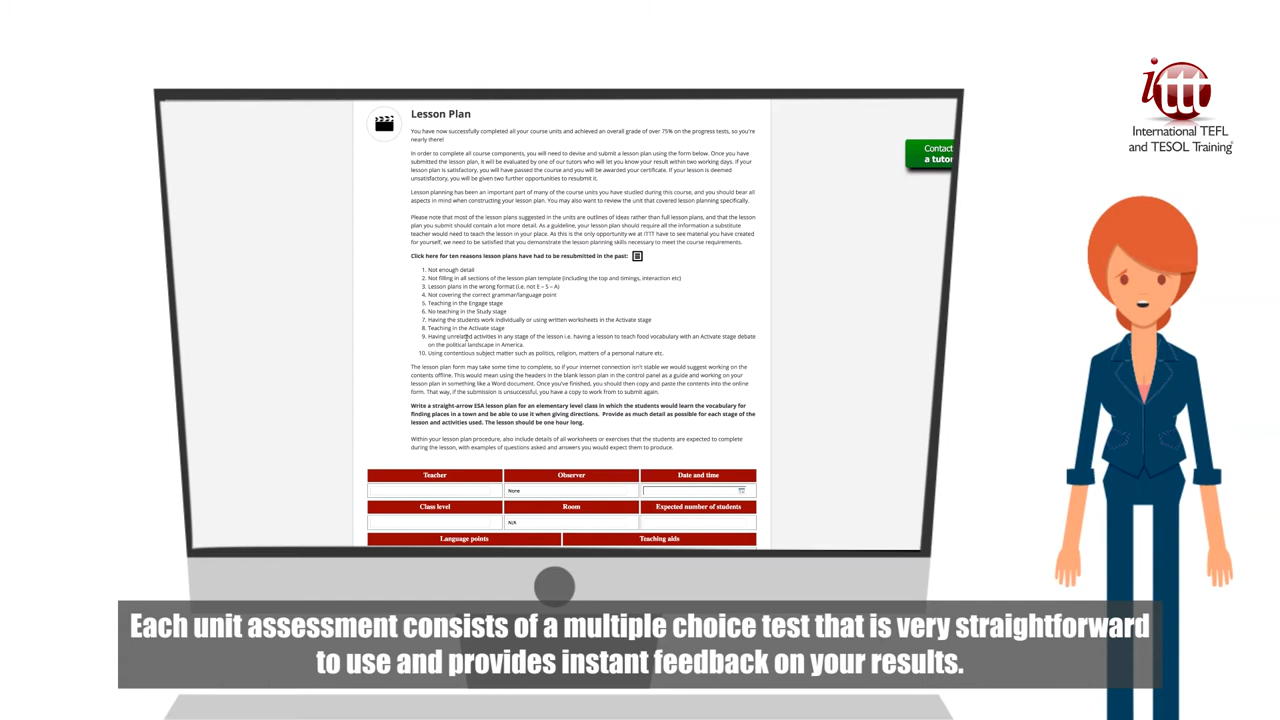 Lesson Plan
You have now successfully completed all your course units and achieved an overall grade of over 75% on the progress tests, so you're
nearly there!
In order to complete all course components, you will need to devise and submit a lesson plan using the form below. Once you have
submitted the lesson plan, it will be evaluated by one of our tutors who will let you know your result within two working days. If your
lesson plan is satisfactory, you will have passed the course and you will be awarded your certificate. If your lesson is deemed
unsatisfactory, you will be given two further opportunities to resubmit it.
Lesson planning has been an important part of many of the course units you have studied during this course, and you should bear all
aspects in mind when constructing your lesson plan. You may also want to review the unit that covered lesson planning specifically.
Please note that most of the lesson plans suggested in the units are outlines of ideas rather than full lesson plans, and that the lesson
plan you submit should contain a lot more detail. As a guideline, your lesson plan should require all the information a substitute
teacher would need to teach the lesson in your place. As this is the only opportunity we at ITTT have to see material you have created
for yourself, we need to be satisfied that you demonstrate the lesson planning skills necessary to meet the course requirements.
Click here for ten reasons lesson plans have had to be resubmitted in the past:
1. Not enough detail
2. Not filling in all sections of the lesson plan template (including the top and timings, interaction etc)
3. Lesson plans in the wrong format (i.e, not E – S – A)
4. Not covering the correct grammar/language point
5. Teaching in the Engage stage
6. No teaching in the Study stage
7. Having the students work individually or using written worksheets in the Activate stage
8. Teaching in the Activate stage
9. Having unrelated activities in any stage of the lesson i.e. having a lesson to teach food vocabulary with an Activate stage debate
on the political landscape in America.
10. Using contentious subject matter such as politics, religion, matters of a personal nature etc.
The lesson plan form may take some time to complete, so if your internet connection isn't stable we would suggest working on the
contents offline. This would mean using the headers in the blank lesson plan in the control panel as a guide and working on your
lesson plan in something like a Word document. Once you've finished, you should then copy and paste the contents into the online
form. That way, if the submission is unsuccessful, you have a copy to work from to submit again.
Write a straight-arrow ESA lesson plan for an elementary level class in which the students would learn the vocabulary for
finding places in a town and be able to use it when giving directions. Provide as much detail as possible for each stage of the
lesson and activities used. The lesson should be one hour long.
Within your lesson plan procedure, also include details of all worksheets or exercises that the students are expected to complete
during the lesson, with examples of questions asked and answers you would expect them to produce.
Teacher Observer Date and time
None
Class level Room Expected number of students
N/A
Language points Teaching aids
Contact
a tutor
ittt
International TEFL
and TESOL Training
Each unit assessment consists of a multiple choice test that is very straightforward
to use and provides instant feedback on your results.